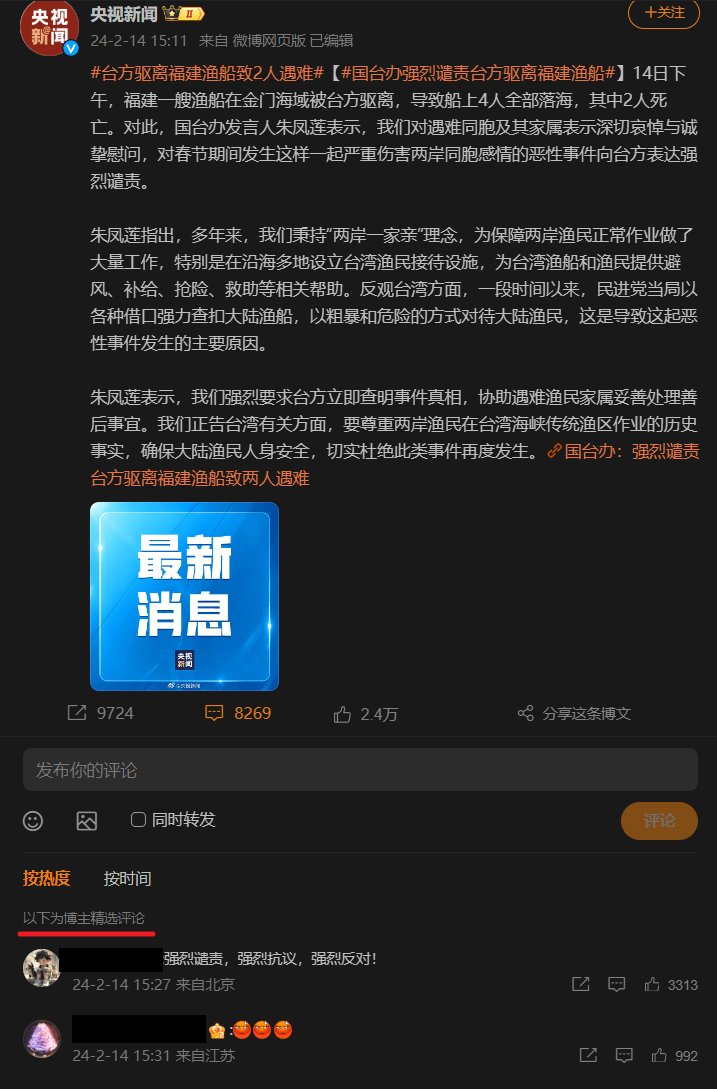 央视新闻 II
24-2-14 15:11 来自 微博网页版 已编辑
+关注
#台方驱离福建渔船致2人遇难#【#国台办强烈谴责台方驱离福建渔船#】14日下
午，福建一艘渔船在金门海域被台方驱离，导致船上4人全部落海，其中2人死
亡。对此，国台办发言人朱凤莲表示，我们对遇难同胞及其家属表示深切哀悼与诚
挚慰问，对春节期间发生这样一起严重伤害两岸同胞感情的恶性事件向台方表达强
烈谴责。
朱凤莲指出，多年来，我们秉持“两岸一家亲”理念，为保障两岸渔民正常作业做了
大量工作，特别是在沿海多地设立台湾渔民接待设施，为台湾渔船和渔民提供避
风、补给、抢险、救助等相关帮助。反观台湾方面，一段时间以来，民进党当局以
各种借口强力查扣大陆渔船，以粗暴和危险的方式对待大陆渔民，这是导致这起恶
性事件发生的主要原因。
朱凤莲表示，我们强烈要求台方立即查明事件真相，协助遇难渔民家属妥善处理善
后事宜。我们正告台湾有关方面，要尊重两岸渔民在台湾海峡传统渔区作业的历史
事实，确保大陆渔民人身安全，切实杜绝此类事件再度发生。国台办：强烈谴责
台方驱离福建渔船致两人遇难
最新
消息
央视
新闻
@央视新闻
9724 8269 2.4万 分享这条博文
发布你的评论
同时转发 评论
按热度 按时间
以下为博主精选评论
强烈谴责，强烈抗议，强烈反对！
24-2-14 15:27 来自北京 3313
:
24-2-14 15:31 来自江苏 992